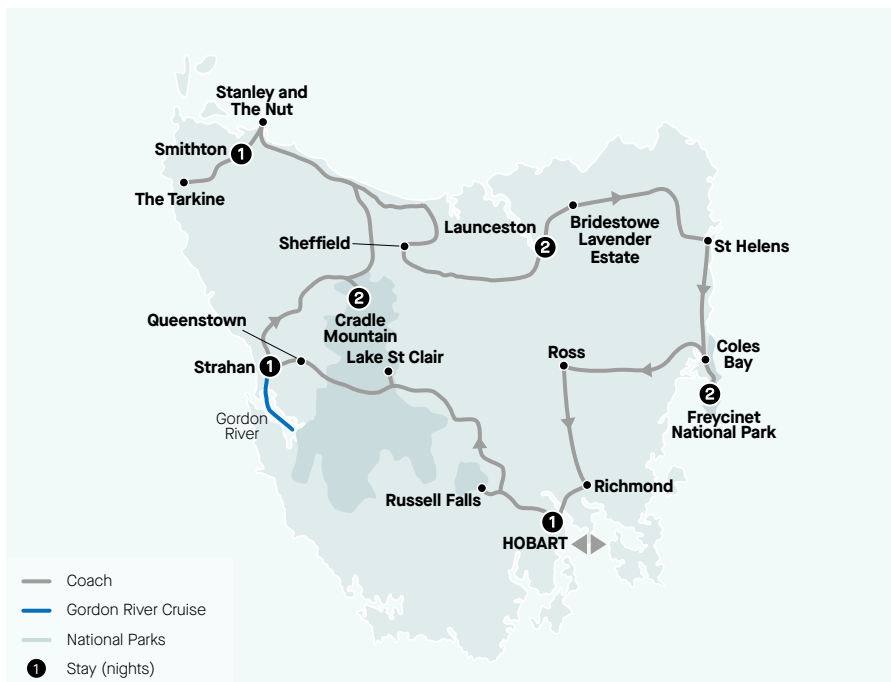 Stanley and
The Nut
Smithton
1
The Tarkine
Launceston
2
Bridestowe
Lavender
Estate
Sheffield
St Helens
2
Cradle
Mountain
Queenstown
Lake St Clair
Strahan
1
Ross
Coles
Bay
2
Freycinet
National Park
Gordon
River
Russell Falls
Richmond
1
HOBART
Coach
Gordon River Cruise
National Parks
1
Stay (nights)